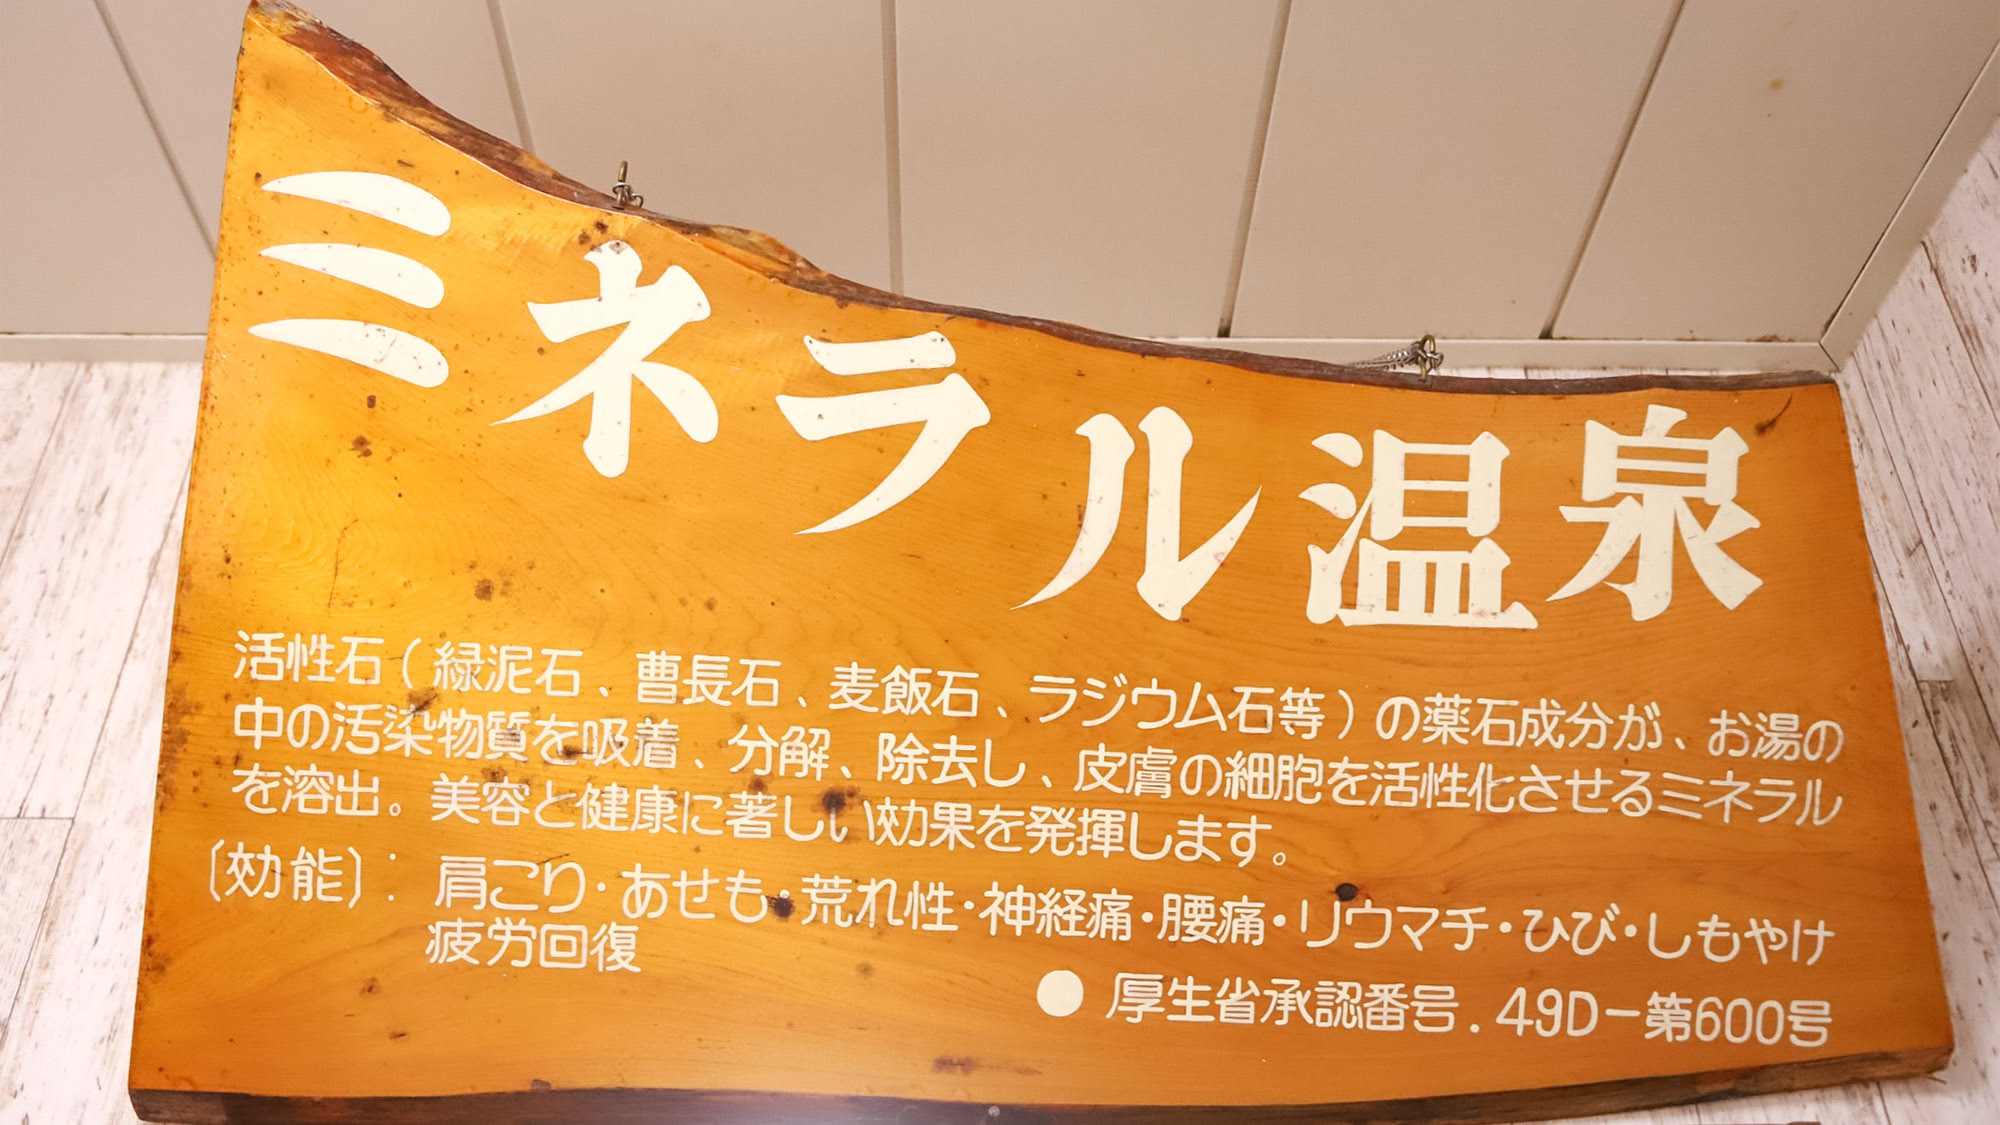 ミネラル温泉
活性石(緑泥石、曹長石、麦飯石、ラジウム石等)の薬石成分が、お湯の
中の汚染物質を吸着、分解、除去し、皮膚の細胞を活性化させるミネラル
を溶出。美容と健康に著しい効果を発揮します。
〔効能〕:肩こり・あせも・荒れ性・神経痛・腰痛・リウマチ・ひび・しもやけ
疲労回復
●厚生省承認番号.49D−第600号